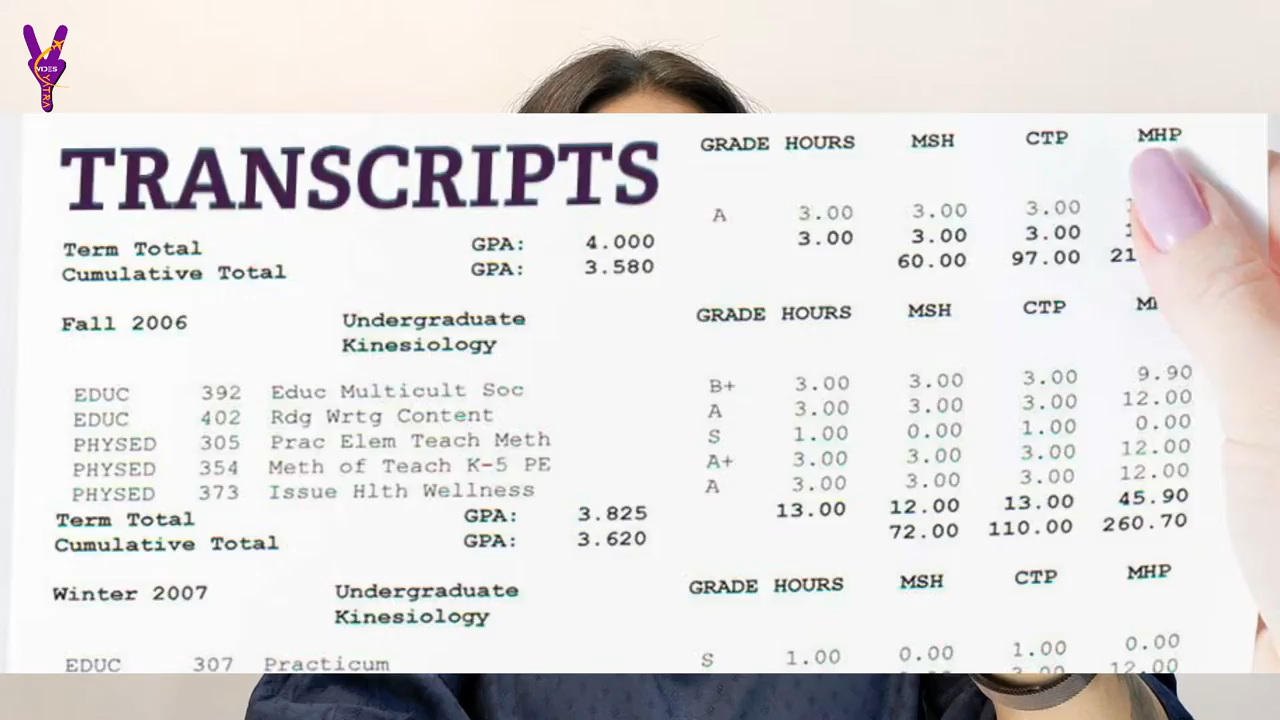 VIDES
YATRA
TRANSCRIPTS
GRADE HOURS MSH CTP MHP
A 3.00 3.00 3.00
Term Total GPA: 4.000 3.00 3.00 3.00
Cumulative Total GPA: 3.580 60.00 97.00
Fall 2006 Undergraduate GRADE HOURS MSH CTP
Kinesiology
EDUC 392 Educ Multicult Soc B+ 3.00 3.00 3.00 9.90
EDUC 402 Rdg Wrtg Content A 3.00 3.00 3.00 12.00
PHYSED 305 Prac Elem Teach Meth S 1.00 0.00 1.00 0.00
PHYSED 354 Meth of Teach K-5 PE A+ 3.00 3.00 3.00 12.00
PHYSED 373 Issue Hlth Wellness A 3.00 3.00 3.00 12.00
Term Total GPA: 3.825 13.00 12.00 13.00 45.90
Cumulative Total GPA: 3.620 72.00 110.00 260.70
Winter 2007 Undergraduate GRADE HOURS MSH CTP MHP
Kinesiology
EDUC 307 Practicum S 1.00 0.00 1.00 0.00
12.00